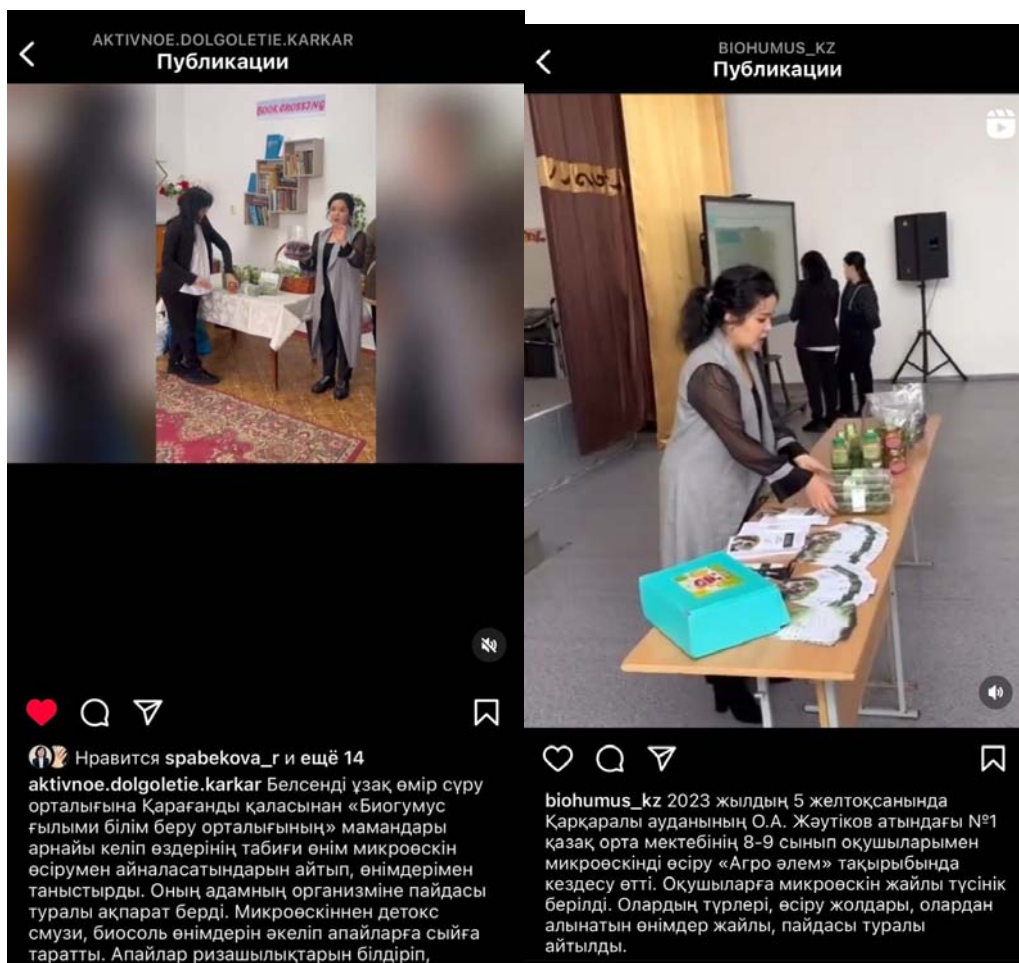 AKTIVNOE.DOLGOLETIE.KARKAR
Публикации
BOOKCROSSING
Нравится spabekova_r и ещё 14
aktivnoe.dolgoletie.karkar Белсенді ұзақ өмір сүру
орталығына Қарағанды қаласынан «Биогумус
ғылыми білім беру орталығының» мамандары
арнайы келіп өздерінің табиғи өнім микроөскін
өсірумен айналасатындарын айтып, өнімдерімен
таныстырды. Оның адамның организміне пайдасы
туралы ақпарат берді. Микроөскіннен детокс
смузи, биосоль өнімдерін әкеліп апайларға сыйға
таратты. Апайлар ризашылықтарын білдіріп,
BIOHUMUS_KZ
Публикации
biohumus_kz 2023 жылдың 5 желтоқсанында
Қарқаралы ауданының О.А. Жәутіков атындағы №1
қазақ орта мектебінің 8-9 сынып оқушыларымен
микроөскінді өсіру «Агро әлем» тақырыбында
кездесу өтті. Оқушыларға микроөскін жайлы түсінік
берілді. Олардың түрлері, өсіру жолдары, олардан
алынатын өнімдер жайлы, пайдасы туралы
айтылды.